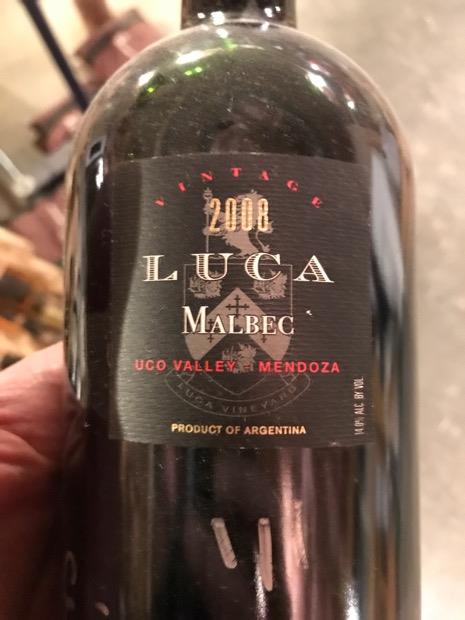 VINTAGE
2008
LUCA
MALBEC
UCO VALLEY - MENDOZA
LUCA VINEYARD
PRODUCT OF ARGENTINA
14.0% ALC BY VOL.